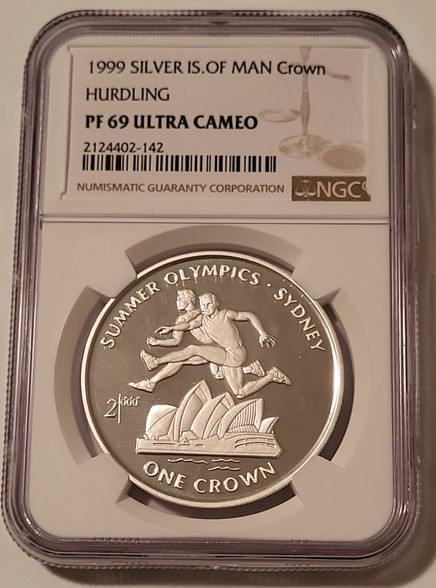 1999 SILVER IS.OF MAN Crown
HURDLING
PF 69 ULTRA CAMEO
2124402-142
NUMISMATIC GUARANTY CORPORATION
NGC
SUMMER OLYMPICS · SYDNEY
2000
ONE CROWN